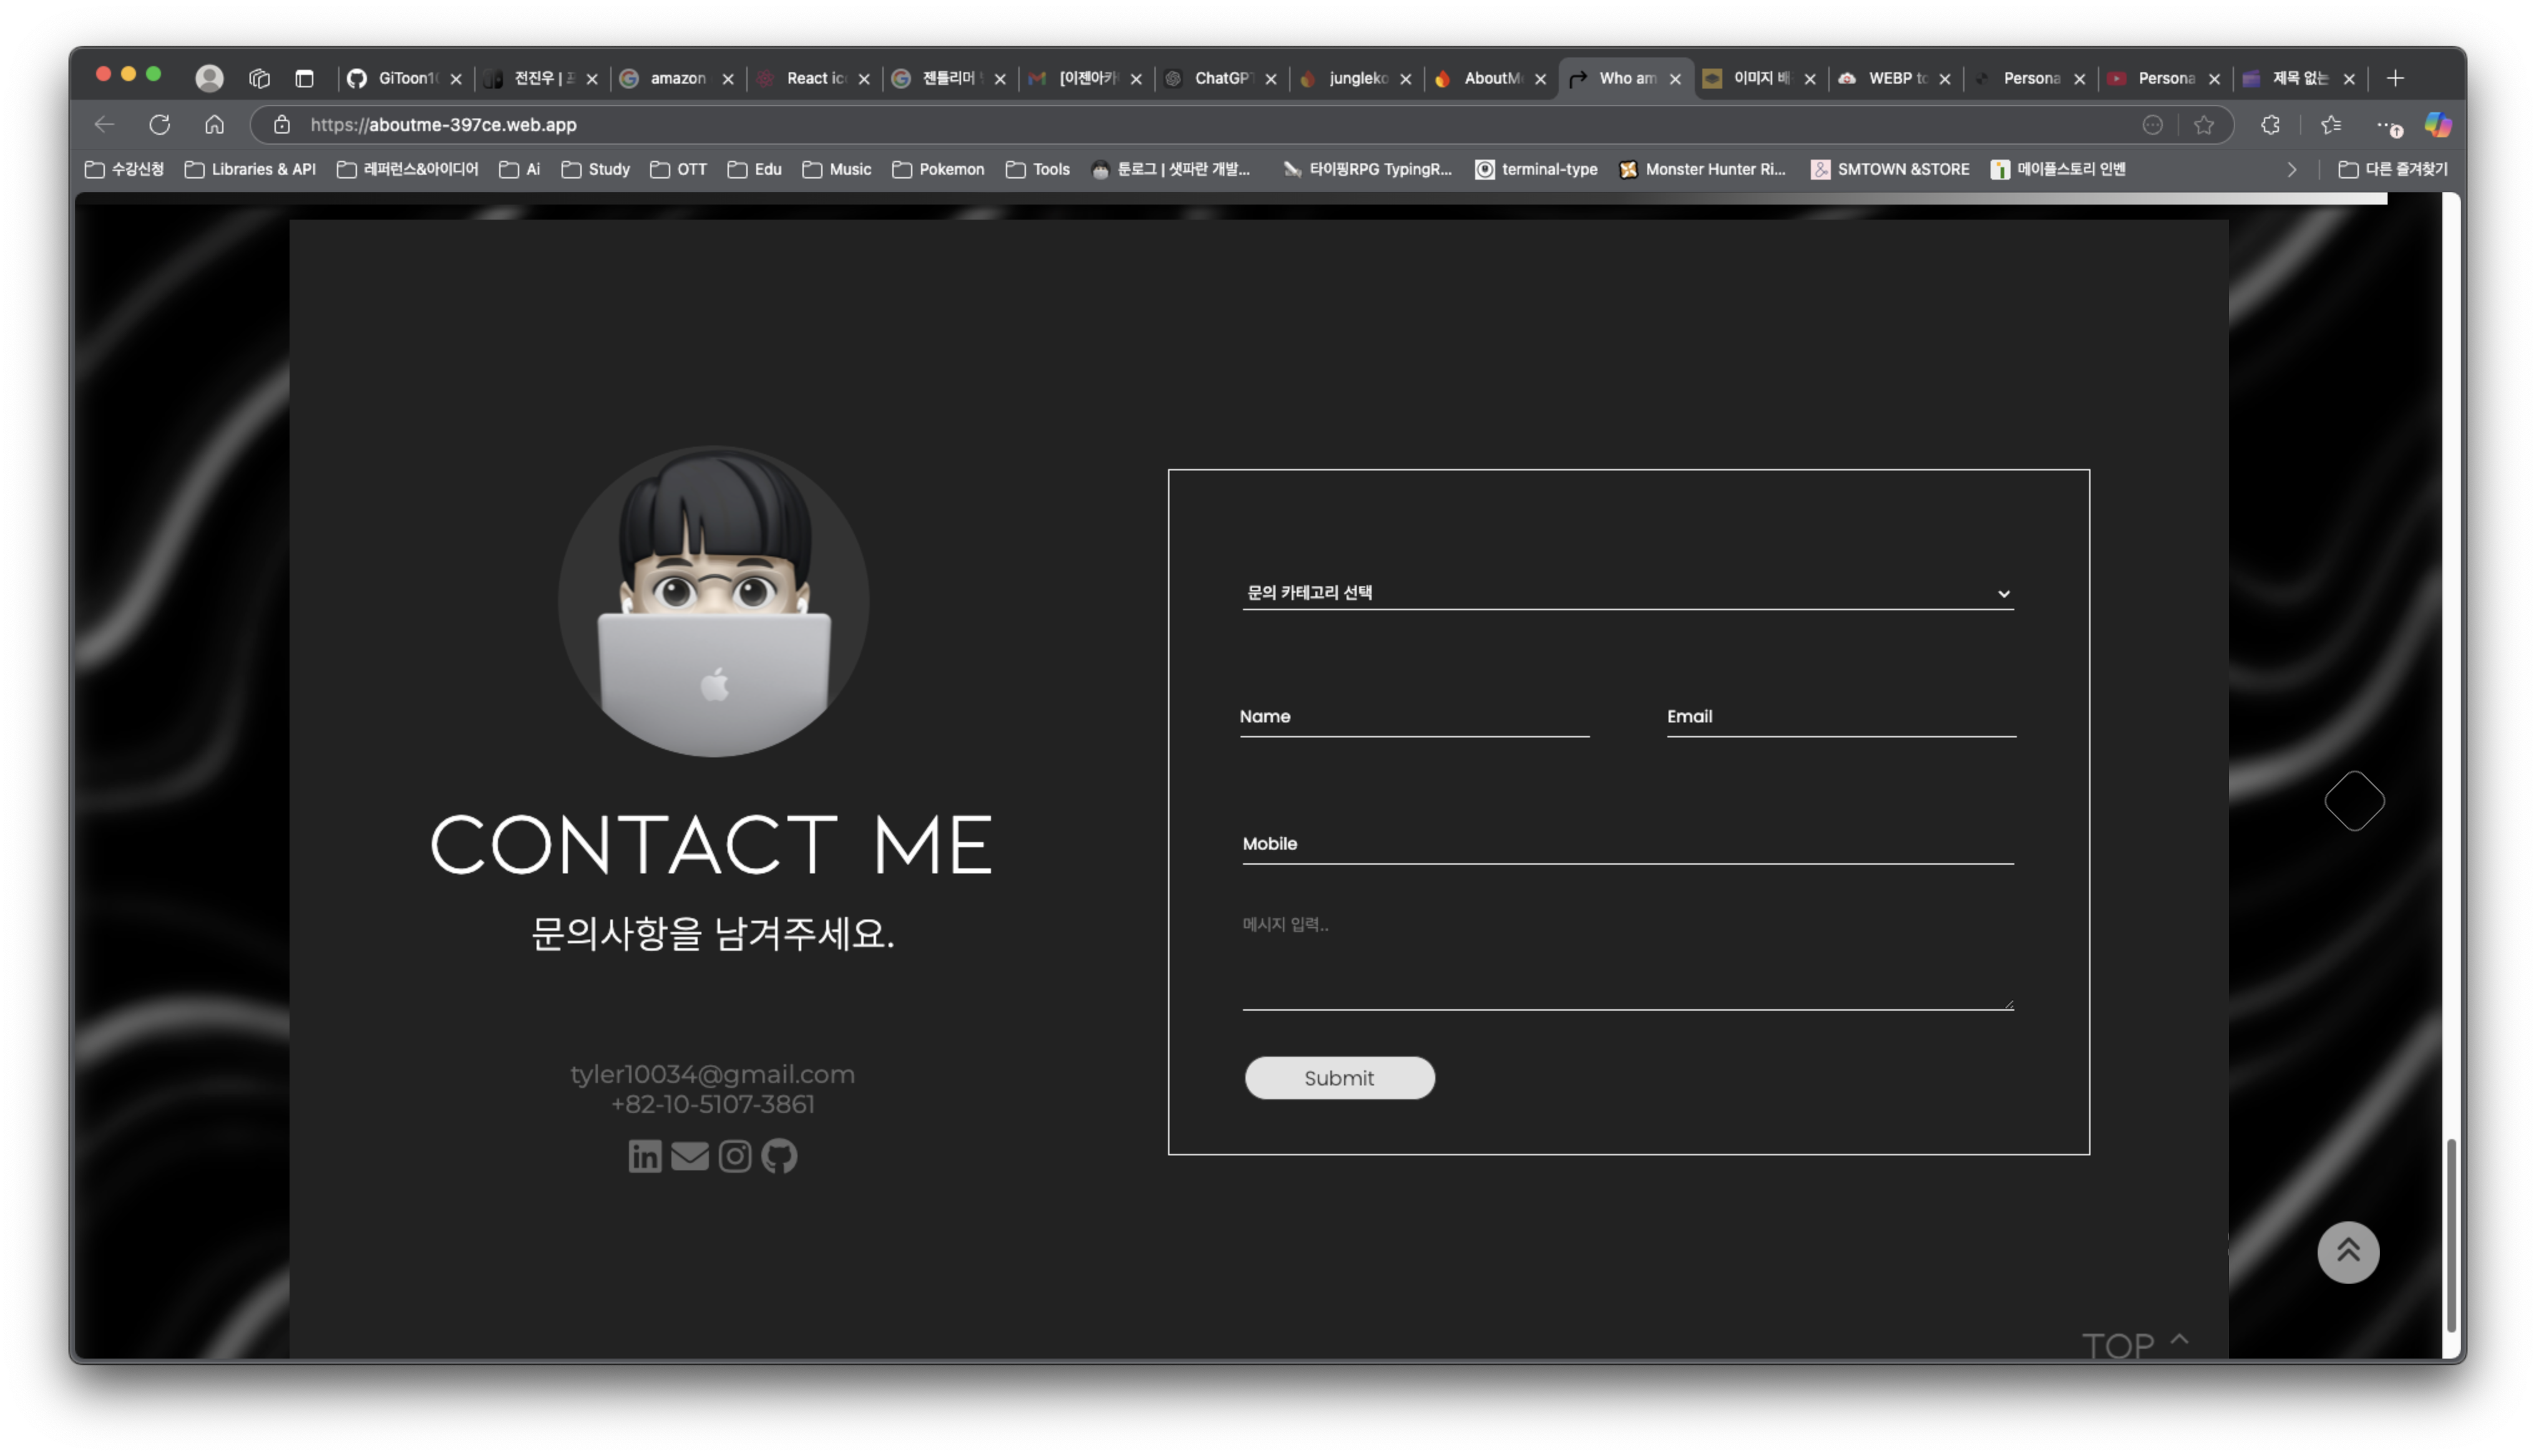 GiToon1 전진우 | amazon React ic 젠틀리머 [이젠아카 ChatGPT jungleko AboutMe Who am 이미지 배 WEBP to Persona Persona 제목 없는
https://aboutme-397ce.web.app
수강신청 Libraries & API 레퍼런스&아이디어 Ai Study OTT Edu Music Pokemon Tools 툰로그 | 샛파란 개발... 타이핑RPG TypingR... terminal-type Monster Hunter Ri... SMTOWN &STORE 메이플스토리 인벤 다른 즐겨찾기
문의 카테고리 선택
Name Email
Mobile
메시지 입력..
Submit
CONTACT ME
문의사항을 남겨주세요.
tyler10034@gmail.com
+82-10-5107-3861
TOP